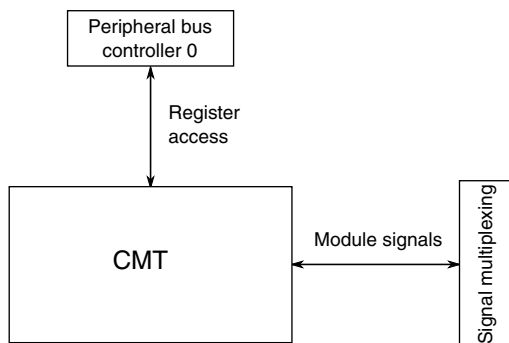 Peripheral bus
controller 0
Register
access
CMT
Module signals
Signal multiplexing